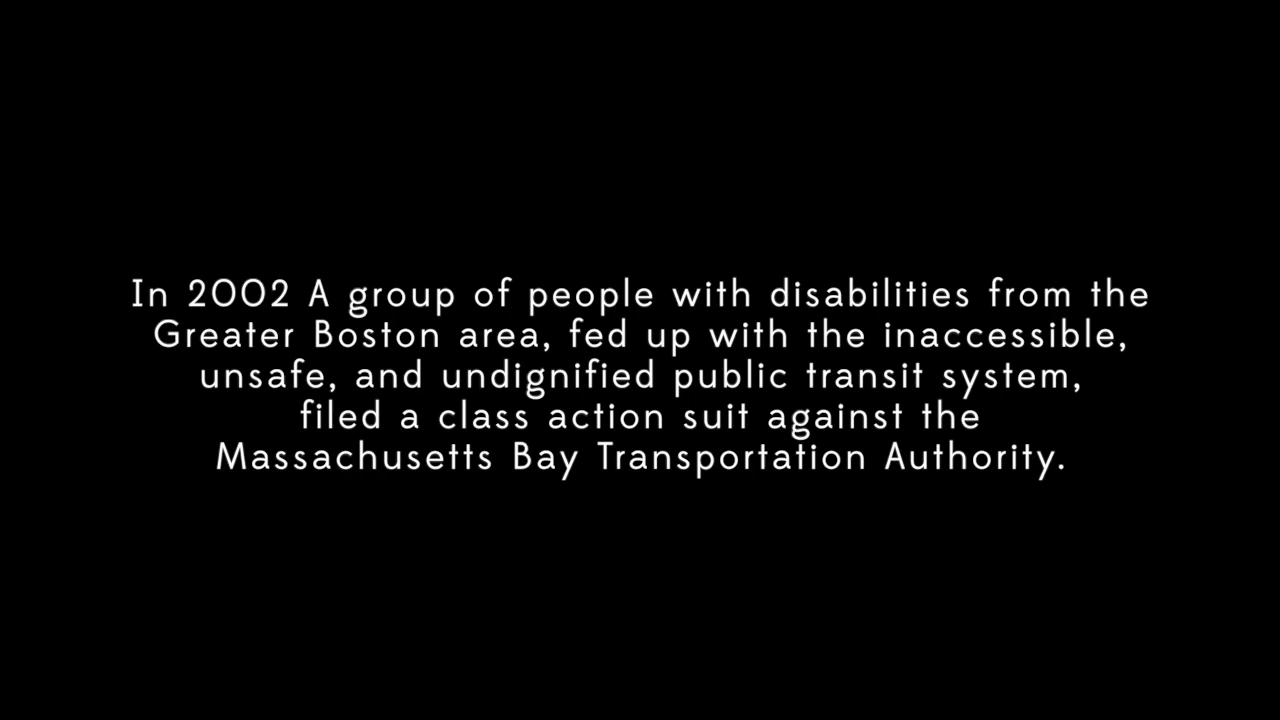 In 2002 A group of people with disabilities from the
Greater Boston area, fed up with the inaccessible,
unsafe, and undignified public transit system,
filed a class action suit against the
Massachusetts Bay Transportation Authority.